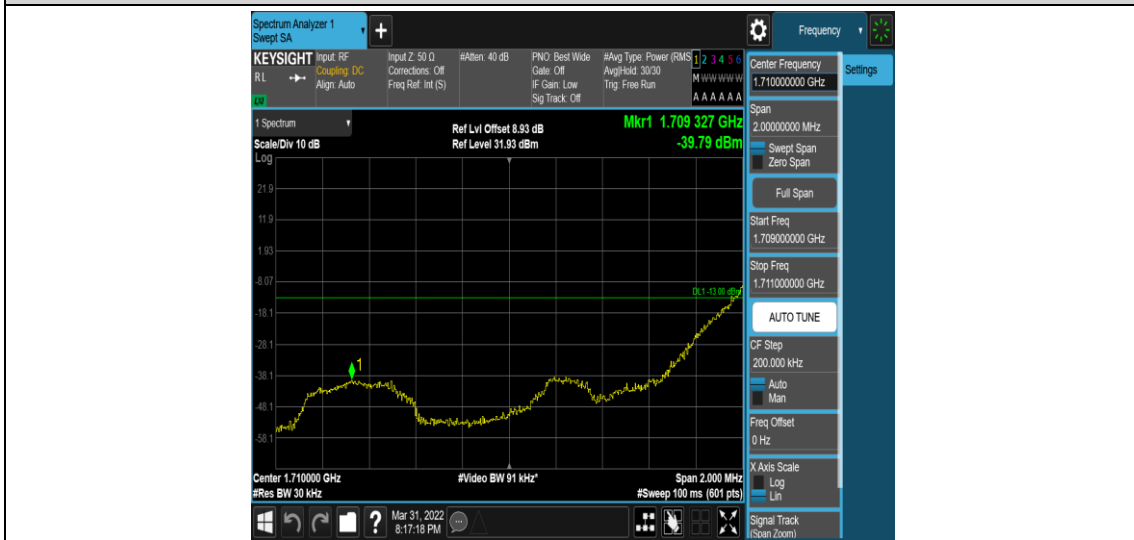 Spectrum Analyzer 1
Swept SA
+
Frequency
KEYSIGHT
RL
LXI
Input: RF
Coupling: DC
Align: Auto
Input Z: 50 Ω
Corrections: Off
Freq Ref: Int (S)
#Atten: 40 dB
PNO: Best Wide
Gate: Off
IF Gain: Low
Sig Track: Off
#Avg Type: Power (RMS
Avg|Hold: 30/30
Trig: Free Run
1 2 3 4 5 6
M W W W W W
A A A A A A
Center Frequency
1.710000000 GHz
Settings
Span
2.00000000 MHz
Swept Span
Zero Span
Full Span
Start Freq
1.709000000 GHz
Stop Freq
1.711000000 GHz
AUTO TUNE
CF Step
200.000 kHz
Auto
Man
Freq Offset
0 Hz
X Axis Scale
Log
Lin
Signal Track
(Span Zoom)
1 Spectrum
Scale/Div 10 dB
Log
Ref Lvl Offset 8.93 dB
Ref Level 31.93 dBm
Mkr1 1.709 327 GHz
-39.79 dBm
21.9
11.9
1.93
-8.07
DL1 -13.00 dBm
-18.1
-28.1
1
-38.1
-48.1
-58.1
Center 1.710000 GHz
#Res BW 30 kHz
#Video BW 91 kHz*
Span 2.000 MHz
#Sweep 100 ms (601 pts)
?
Mar 31, 2022
8:17:18 PM